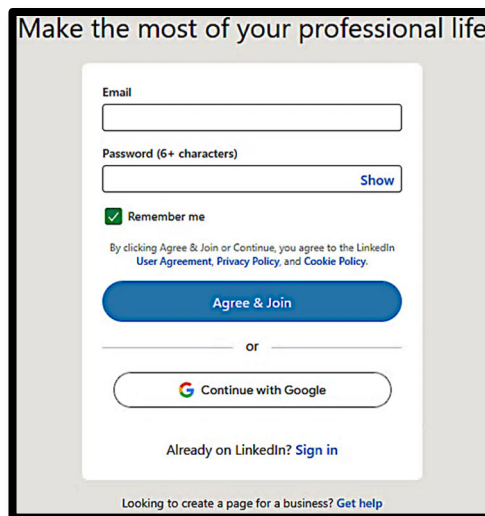 Make the most of your professional life
Email
Password (6+ characters)
Show
Remember me
By clicking Agree & Join or Continue, you agree to the LinkedIn
User Agreement, Privacy Policy, and Cookie Policy.
Agree & Join
or
Continue with Google
Already on LinkedIn? Sign in
Looking to create a page for a business? Get help